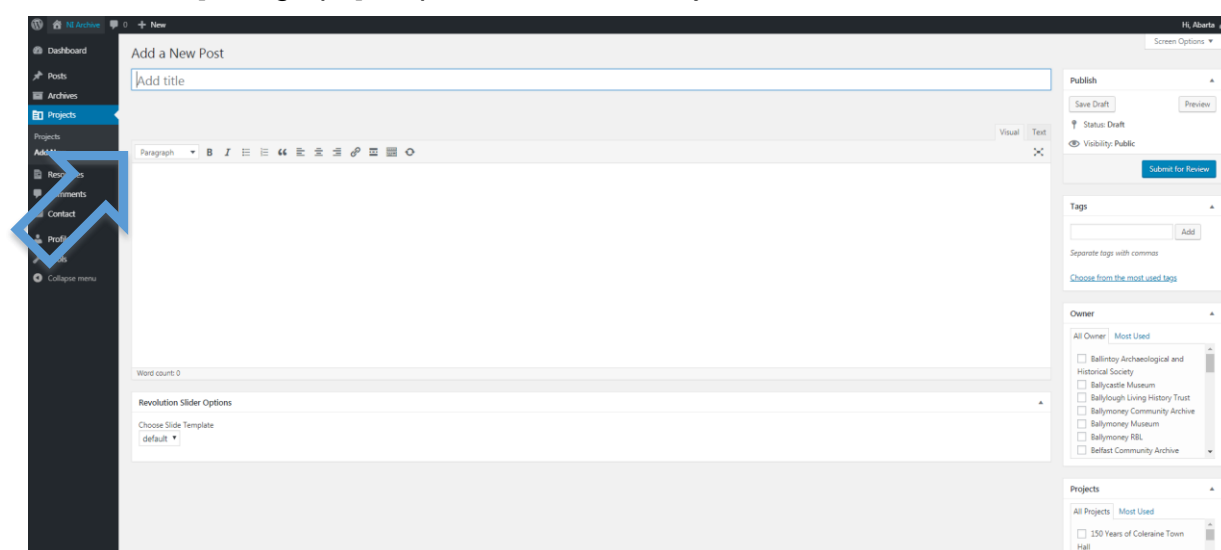 NI Archive 0 + New Hi, Abarta
Screen Options
Dashboard
Posts
Archives
Projects
Projects
Contact
Collapse menu
Add a New Post
Add title
Visual Text
Paragraph B I
Word count: 0
Revolution Slider Options
Choose Slide Template
default
Publish
Save Draft Preview
Status: Draft
Visibility: Public
Submit for Review
Tags
Add
Separate tags with commas
Choose from the most used tags
Owner
All Owner Most Used
Ballintoy Archaeological and
Historical Society
Ballycastle Museum
Ballylough Living History Trust
Ballymoney Community Archive
Ballymoney Museum
Ballymoney RBL
Belfast Community Archive
Projects
All Projects Most Used
150 Years of Coleraine Town
Hall